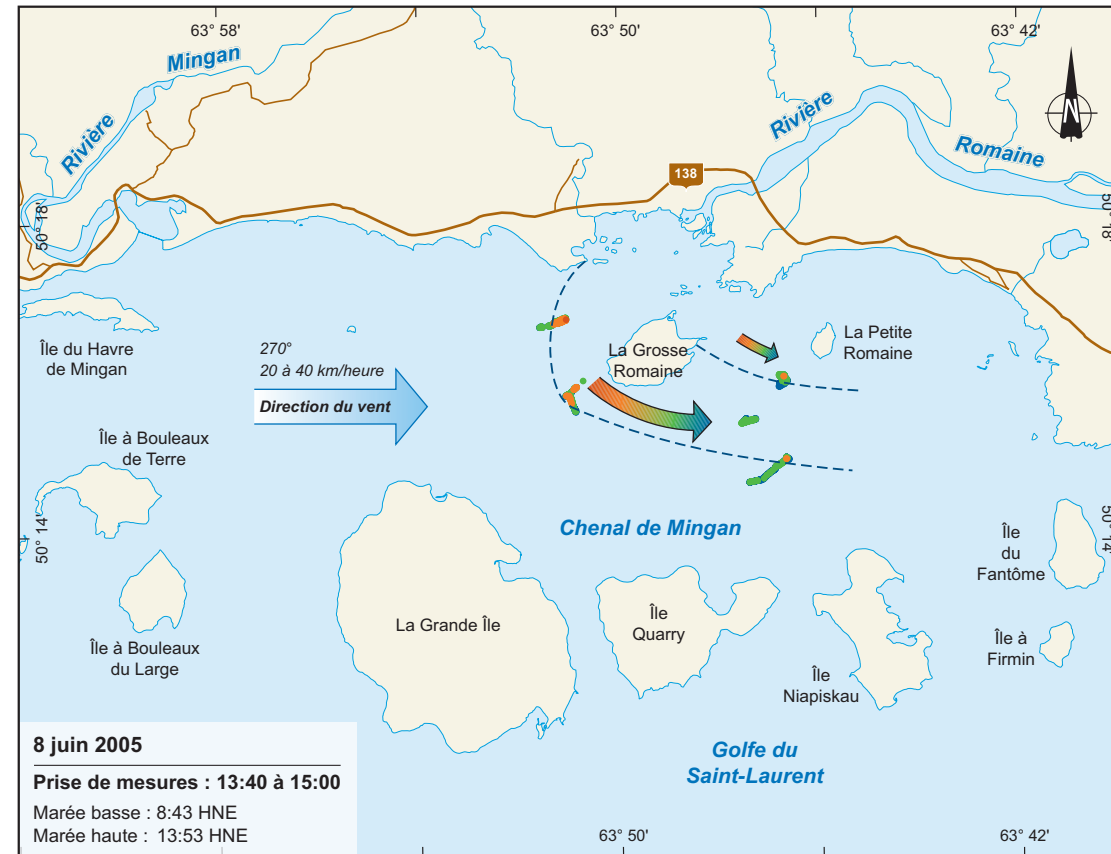 63° 58'
63° 50'
63° 42'
Rivière
Mingan
Rivière
Romaine
N
138
50° 18'
50° 18'
Île du Havre
de Mingan
270°
20 à 40 km/heure
Direction du vent
La Grosse
Romaine
La Petite
Romaine
Île à Bouleaux
de Terre
50° 14'
50° 14'
Chenal de Mingan
Île
du
Fantôme
Île à Bouleaux
du Large
La Grande Île
Île
Quarry
Île
Niapiskau
Île à
Firmin
Golfe du
Saint-Laurent
8 juin 2005
Prise de mesures : 13:40 à 15:00
Marée basse : 8:43 HNE
Marée haute : 13:53 HNE
63° 50'
63° 42'